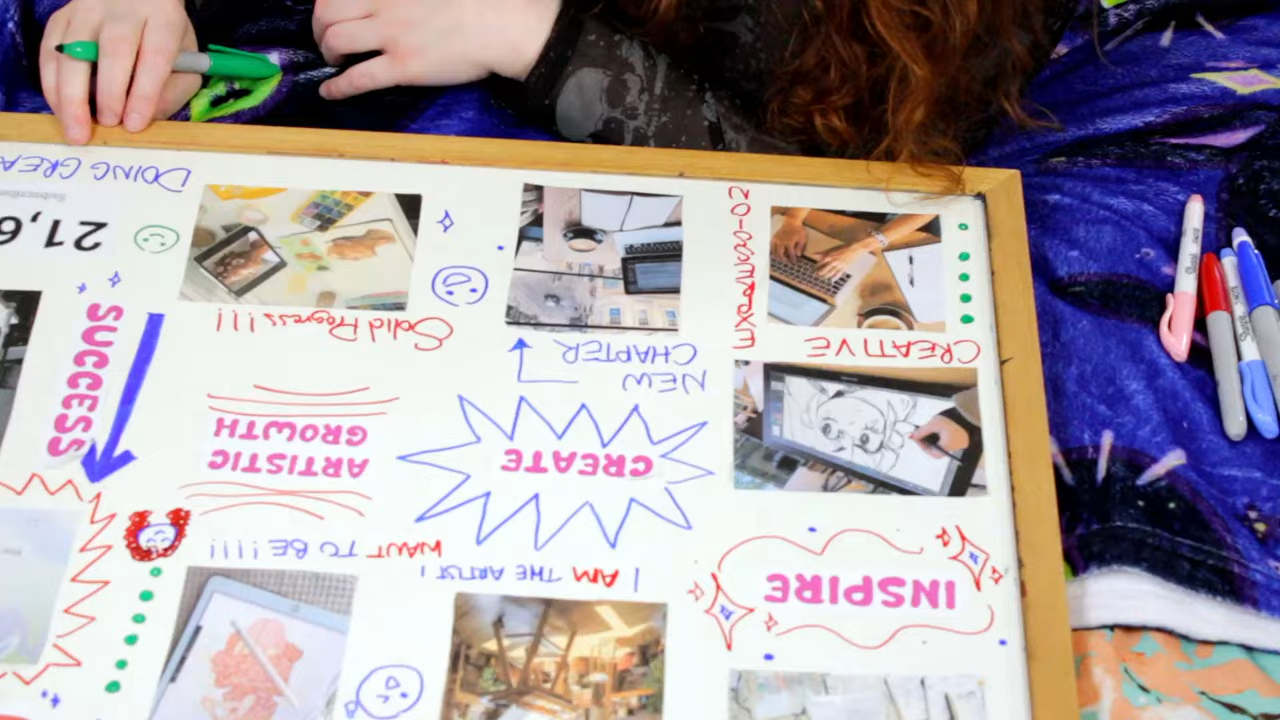 INSPIRE
I AM THE ARTIST I
WANT TO BE!!!!
CREATE
ARTISTIC
GROWTH
SUCCESS
NEW
CHAPTER
CREATIVE
Solid Progress!!!
21,6
DOING GREA